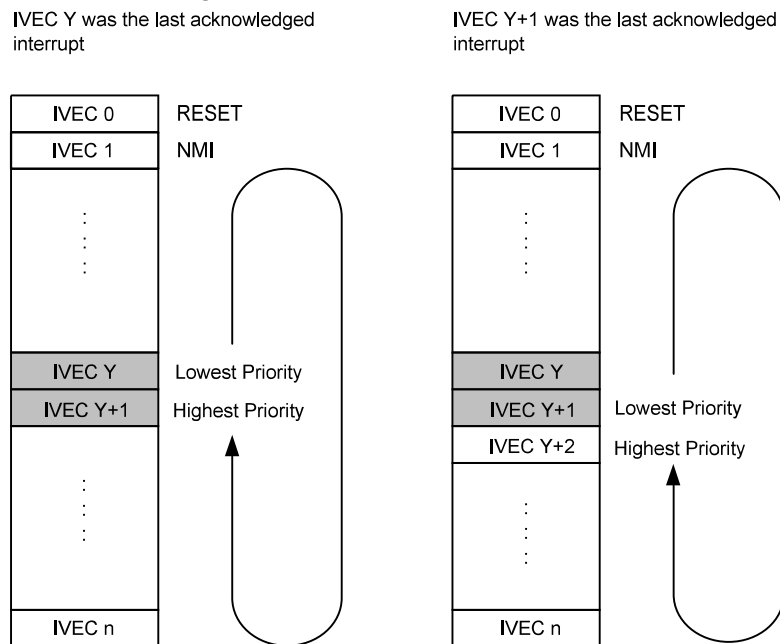 IVEC Y was the last acknowledged
interrupt
IVEC 0 RESET
IVEC 1 NMI
IVEC Y Lowest Priority
IVEC Y+1 Highest Priority
IVEC n
IVEC Y+1 was the last acknowledged
interrupt
IVEC 0 RESET
IVEC 1 NMI
IVEC Y
IVEC Y+1 Lowest Priority
IVEC Y+2 Highest Priority
IVEC n